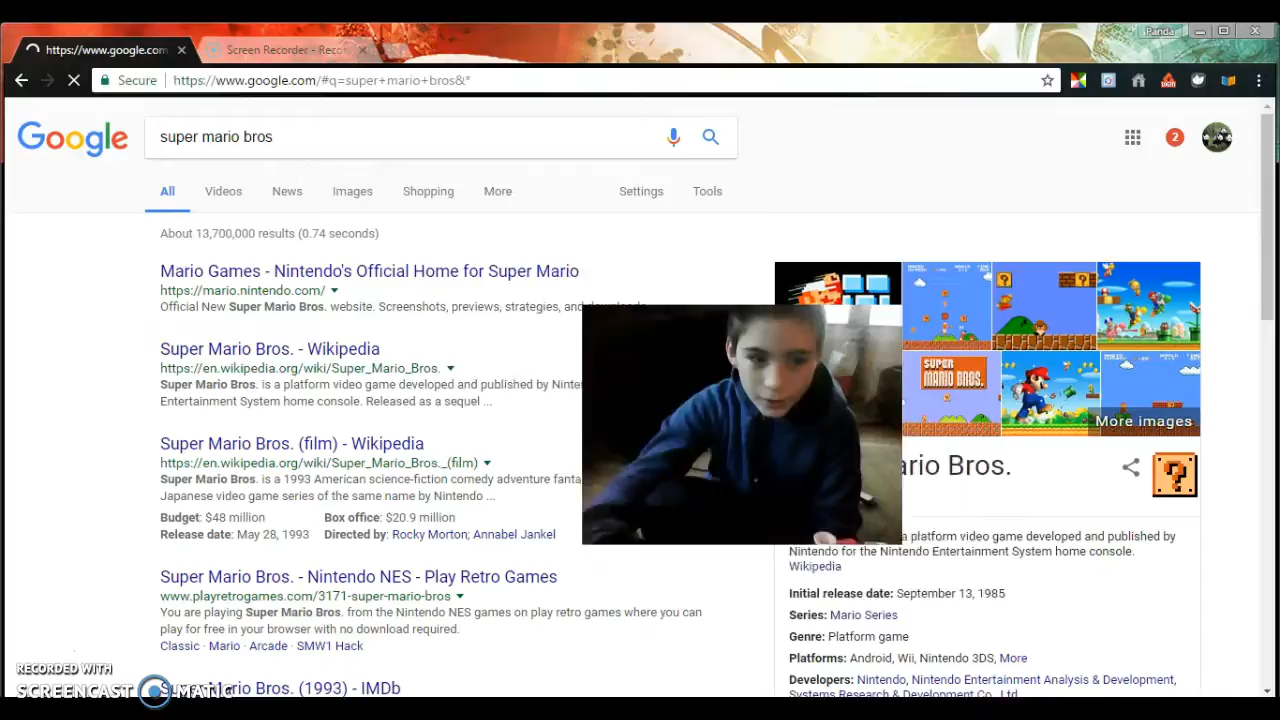 Panda
https://www.google.com
Screen Recorder - Reco
Secure https://www.google.com/#q=super+mario+bros&*
Google super mario bros 2
All Videos News Images Shopping More Settings Tools
About 13,700,000 results (0.74 seconds)
Mario Games - Nintendo's Official Home for Super Mario
https://mario.nintendo.com/
Official New Super Mario Bros. website. Screenshots, previews, strategies, and
Super Mario Bros. - Wikipedia
https://en.wikipedia.org/wiki/Super_Mario_Bros.
Super Mario Bros. is a platform video game developed and published by Ninte
Entertainment System home console. Released as a sequel ...
Super Mario Bros. (film) - Wikipedia
https://en.wikipedia.org/wiki/Super_Mario_Bros._(film)
Super Mario Bros. is a 1993 American science-fiction comedy adventure fanta
Japanese video game series of the same name by Nintendo ...
Budget: $48 million Box office: $20.9 million
Release date: May 28, 1993 Directed by: Rocky Morton; Annabel Jankel
Super Mario Bros. - Nintendo NES - Play Retro Games
www.playretrogames.com/3171-super-mario-bros
You are playing Super Mario Bros. from the Nintendo NES games on play retro games where you can
play for free in your browser with no download required.
Classic · Mario · Arcade · SMW1 Hack
Mario Bros. (1993) - IMDb
SUPER
MARIO BROS.
More images
rio Bros.
?
a platform video game developed and published by
Nintendo for the Nintendo Entertainment System home console.
Wikipedia
Initial release date: September 13, 1985
Series: Mario Series
Genre: Platform game
Platforms: Android, Wii, Nintendo 3DS, More
Developers: Nintendo, Nintendo Entertainment Analysis & Development,
Systems Research & Development Co., Ltd
RECORDED WITH
SCREENCAST MATIC